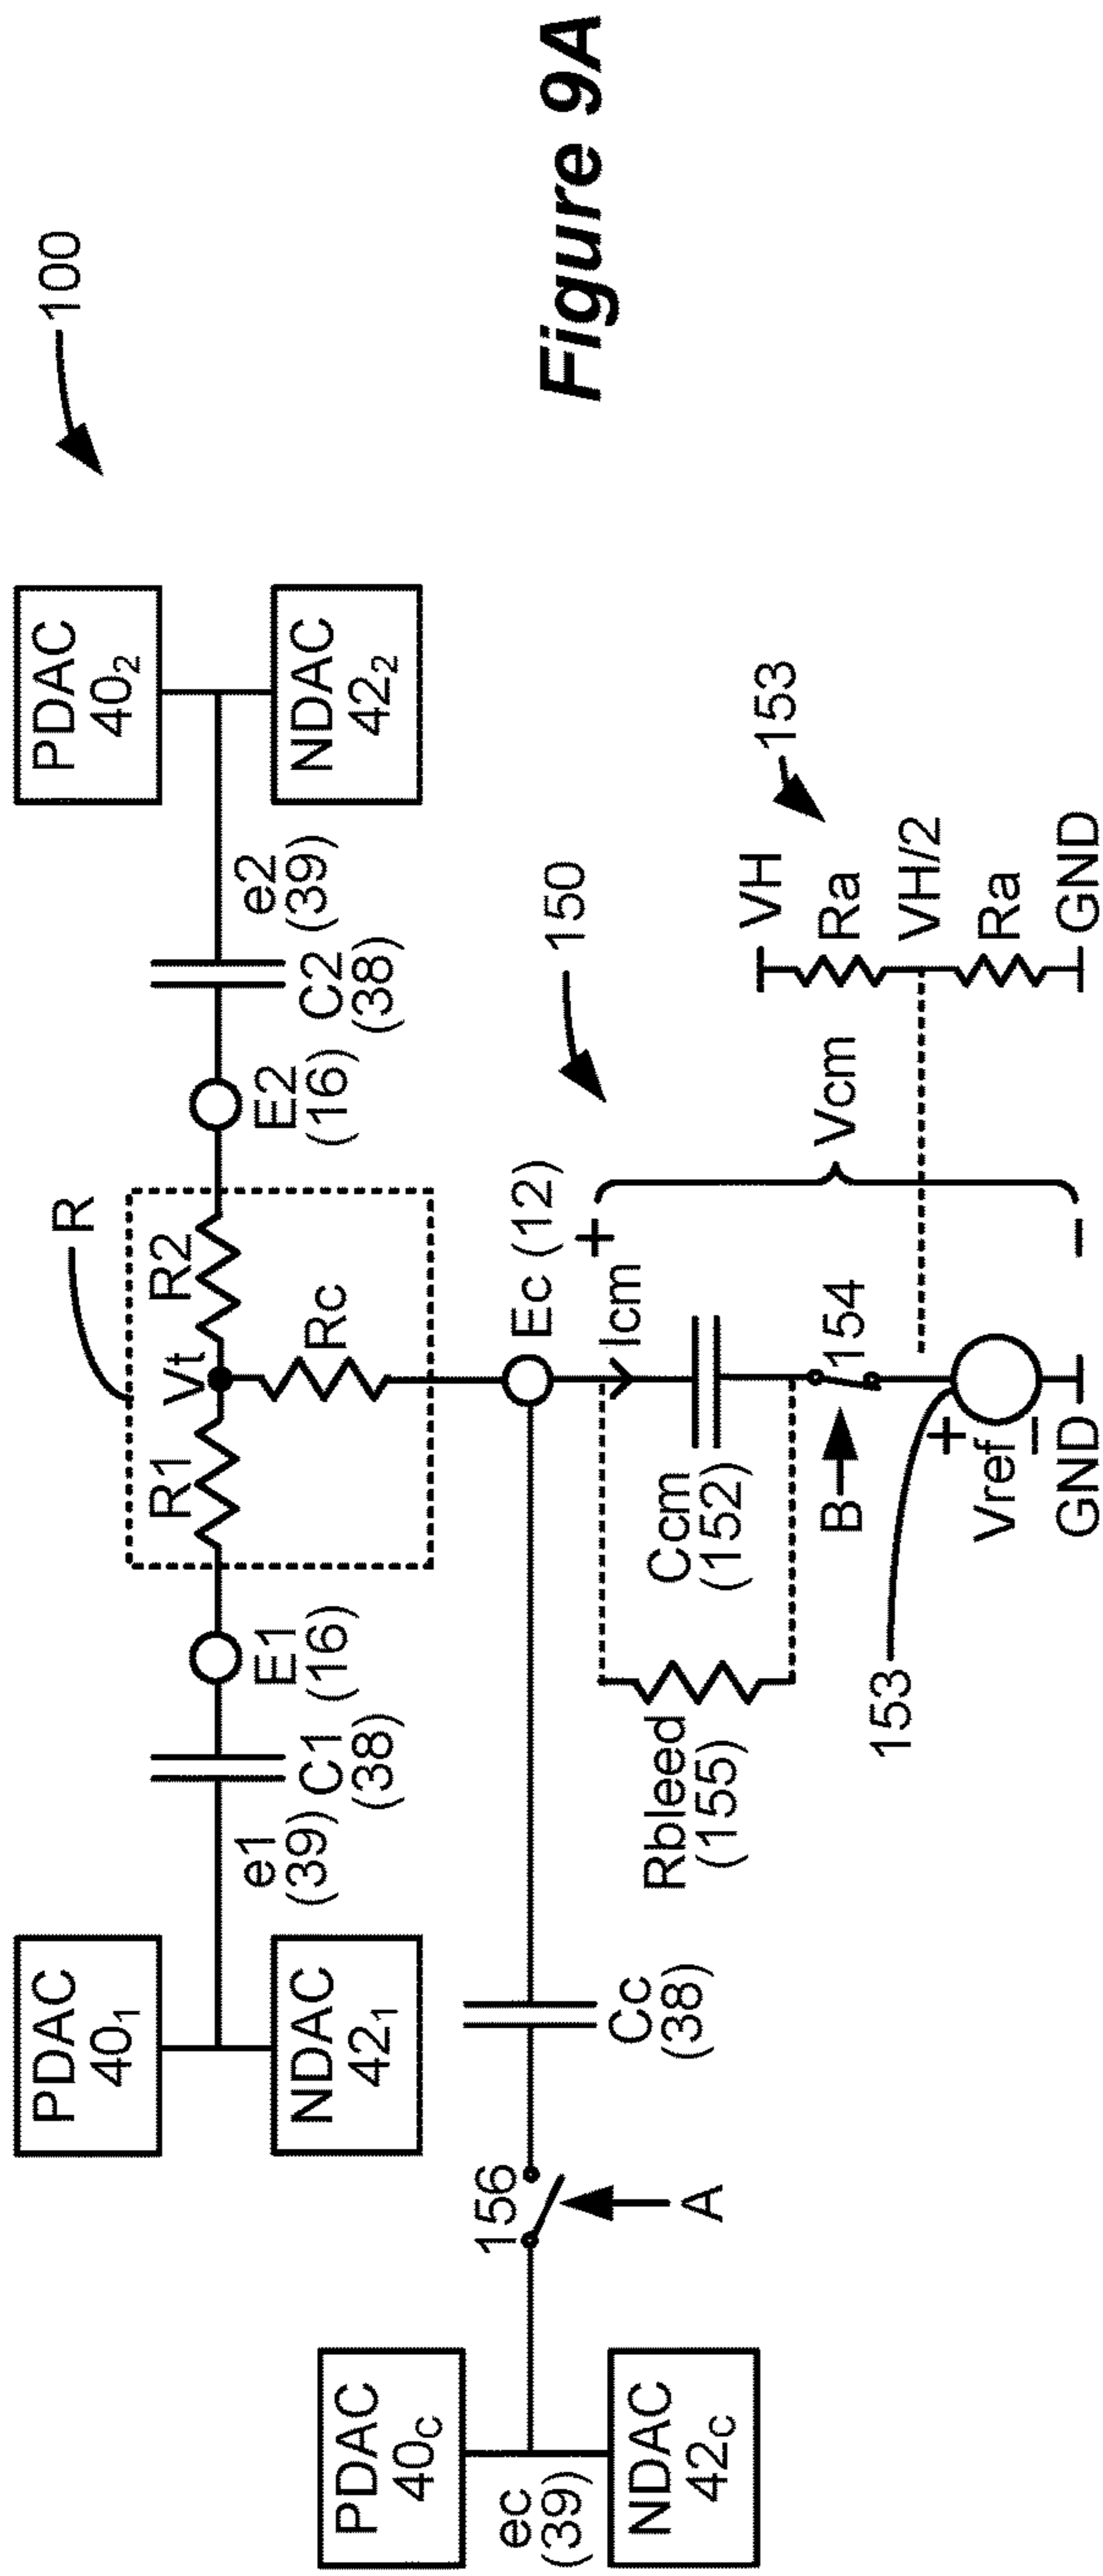 100
PDAC
40₁
NDAC
42₁
e1
(39)
C1
(38)
E1
(16)
R
R1
Vt
R2
Rc
E2
(16)
C2
(38)
e2
(39)
PDAC
40₂
NDAC
42₂
PDAC
40C
ec
(39)
NDAC
42C
156
A
Cc
(38)
Ec (12)
150
Icm
Rbleed
(155)
Ccm
(152)
B
154
+
Vcm
-
153
+
Vref
-
GND
153
VH
Ra
VH/2
Ra
GND
Figure 9A